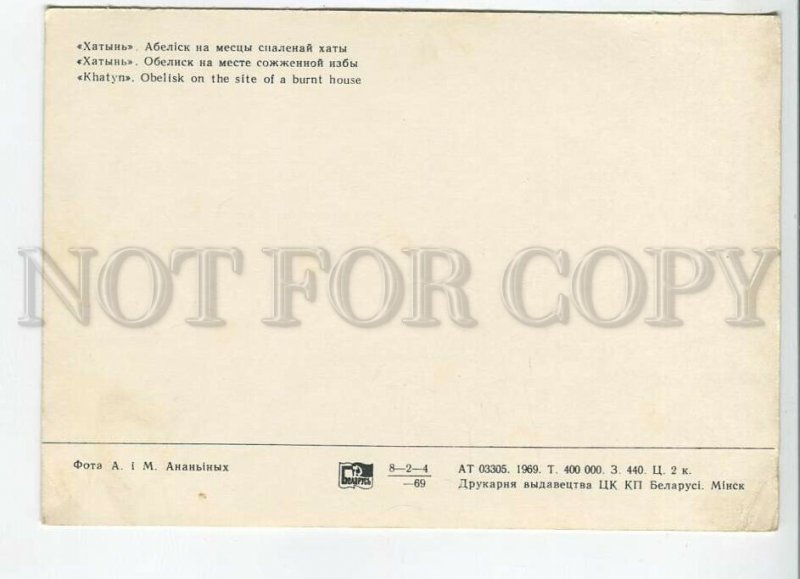 «Хатынь». Абеліск на месцы спаленай хаты
«Хатынь». Обелиск на месте сожженной избы
«Khatyn». Obelisk on the site of a burnt house
NOT FOR COPY
Фота А. і М. Ананьіных
БЕЛАРУСЬ
8—2—4
—69
АТ 03305. 1969. Т. 400 000. З. 440. Ц. 2 к.
Друкарня выдавецтва ЦК КП Беларусі. Мінск